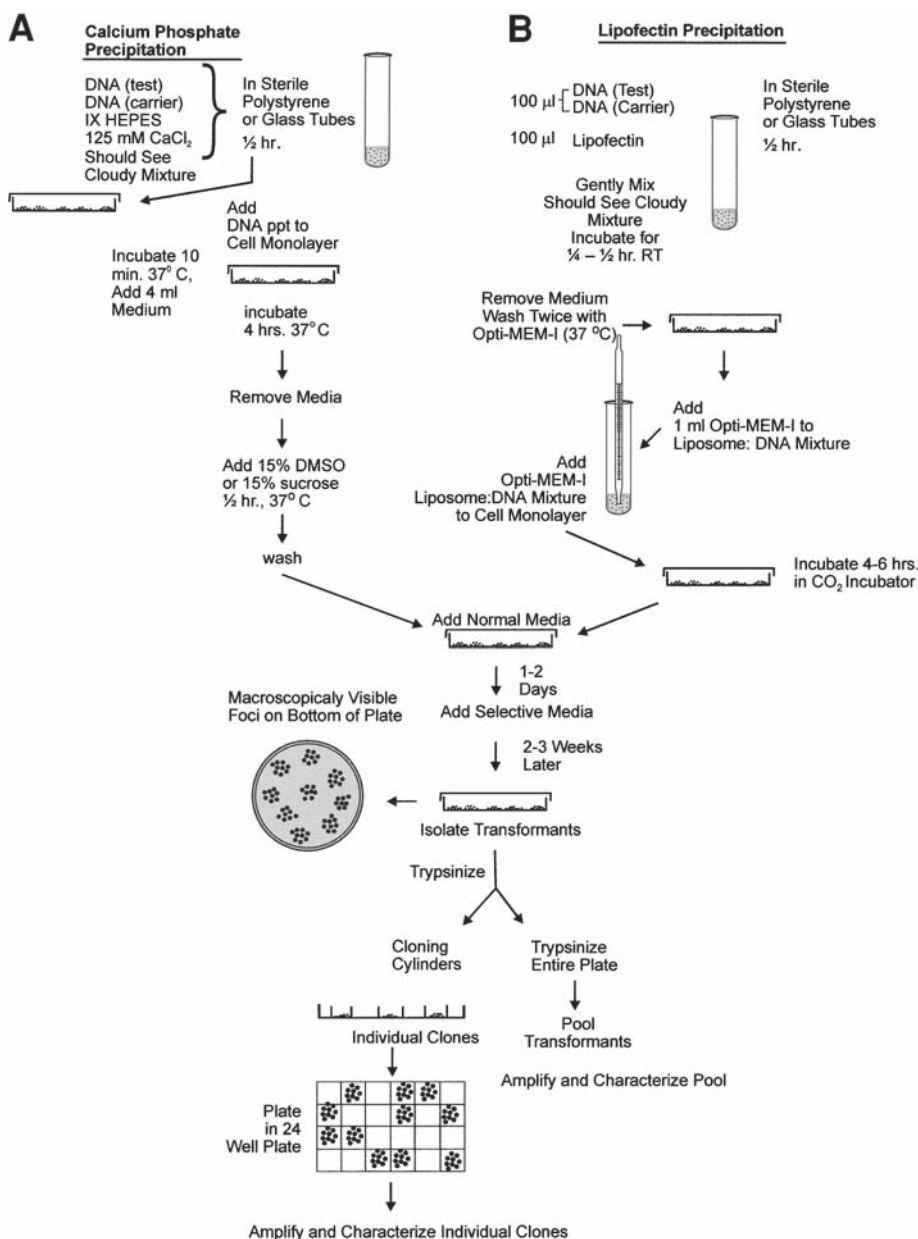 A
Calcium Phosphate
Precipitation
DNA (test)
DNA (carrier)
IX HEPES
125 mM CaCl₂
Should See
Cloudy Mixture
In Sterile
Polystyrene
or Glass Tubes
½ hr.
Add
DNA ppt to
Cell Monolayer
Incubate 10
min. 37° C,
Add 4 ml
Medium
incubate
4 hrs. 37°C
Remove Media
Add 15% DMSO
or 15% sucrose
½ hr., 37° C
wash
B
Lipofectin Precipitation
100 µl
DNA (Test)
DNA (Carrier)
100 µl Lipofectin
In Sterile
Polystyrene
or Glass Tubes
½ hr.
Gently Mix
Should See Cloudy
Mixture
Incubate for
¼ – ½ hr. RT
Remove Medium
Wash Twice with
Opti-MEM-I (37 °C)
Add
1 ml Opti-MEM-I to
Liposome: DNA Mixture
Add
Opti-MEM-I
Liposome:DNA Mixture
to Cell Monolayer
Incubate 4-6 hrs.
in CO₂ Incubator
Add Normal Media
1-2
Days
Add Selective Media
2-3 Weeks
Later
Macroscopicaly Visible
Foci on Bottom of Plate
Isolate Transformants
Trypsinize
Cloning
Cylinders
Trypsinize
Entire Plate
Individual Clones
Pool
Transformants
Amplify and Characterize Pool
Plate
in 24
Well Plate
Amplify and Characterize Individual Clones